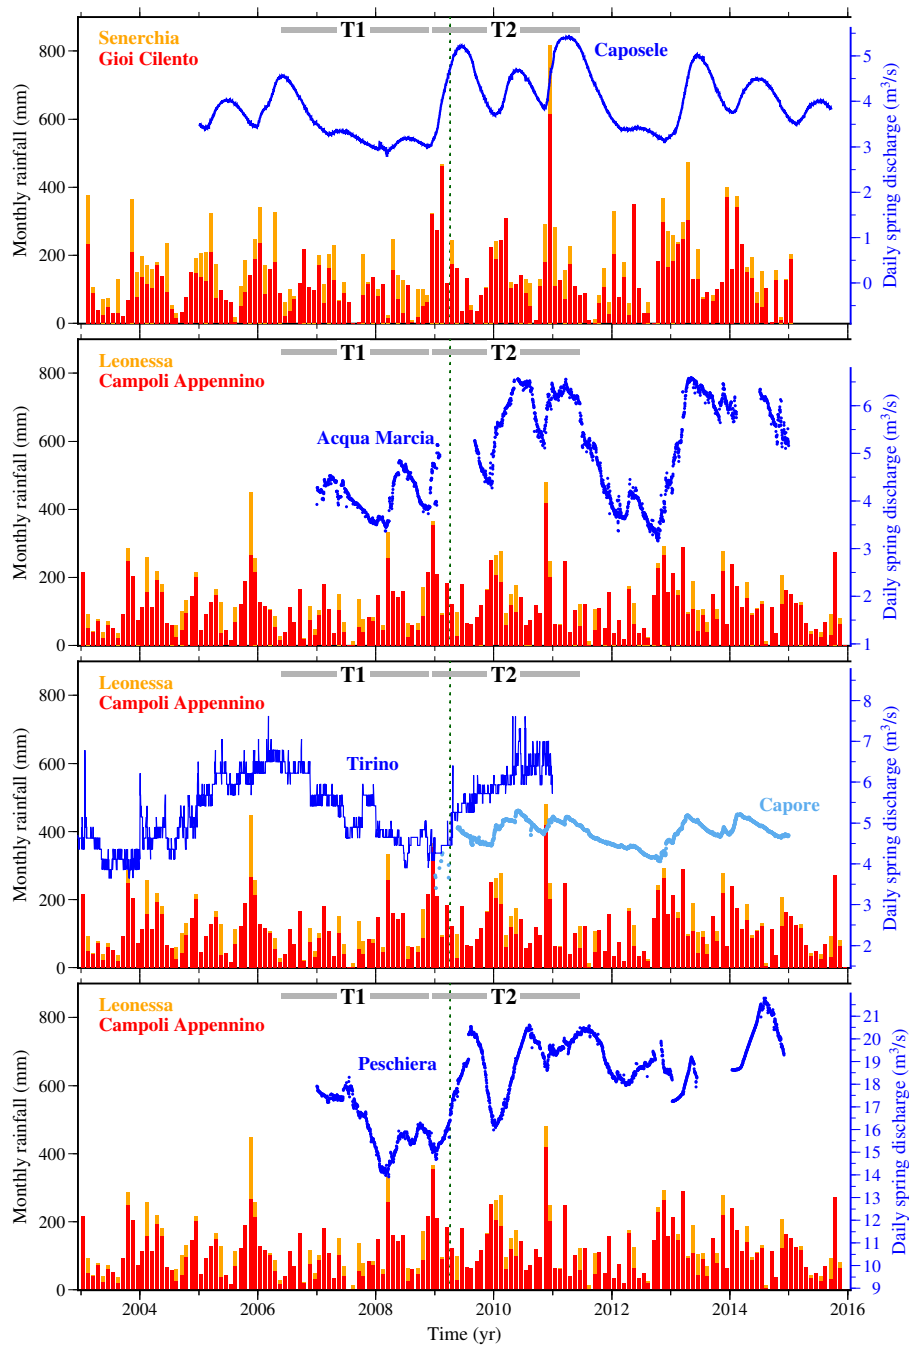 T1 T2
Senerchia
Gioi Cilento
Caposele
800
600
400
200
0
Monthly rainfall (mm)
5
4
3
2
1
0
Daily spring discharge (m³/s)
T1 T2
Leonessa
Campoli Appennino
Acqua Marcia
800
600
400
200
0
Monthly rainfall (mm)
6
5
4
3
2
1
Daily spring discharge (m³/s)
T1 T2
Leonessa
Campoli Appennino
Tirino
Capore
800
600
400
200
0
Monthly rainfall (mm)
8
7
6
5
4
3
2
Daily spring discharge (m³/s)
T1 T2
Leonessa
Campoli Appennino
Peschiera
800
600
400
200
0
Monthly rainfall (mm)
21
20
19
18
17
16
15
14
13
12
11
10
9
Daily spring discharge (m³/s)
2004 2006 2008 2010 2012 2014 2016
Time (yr)